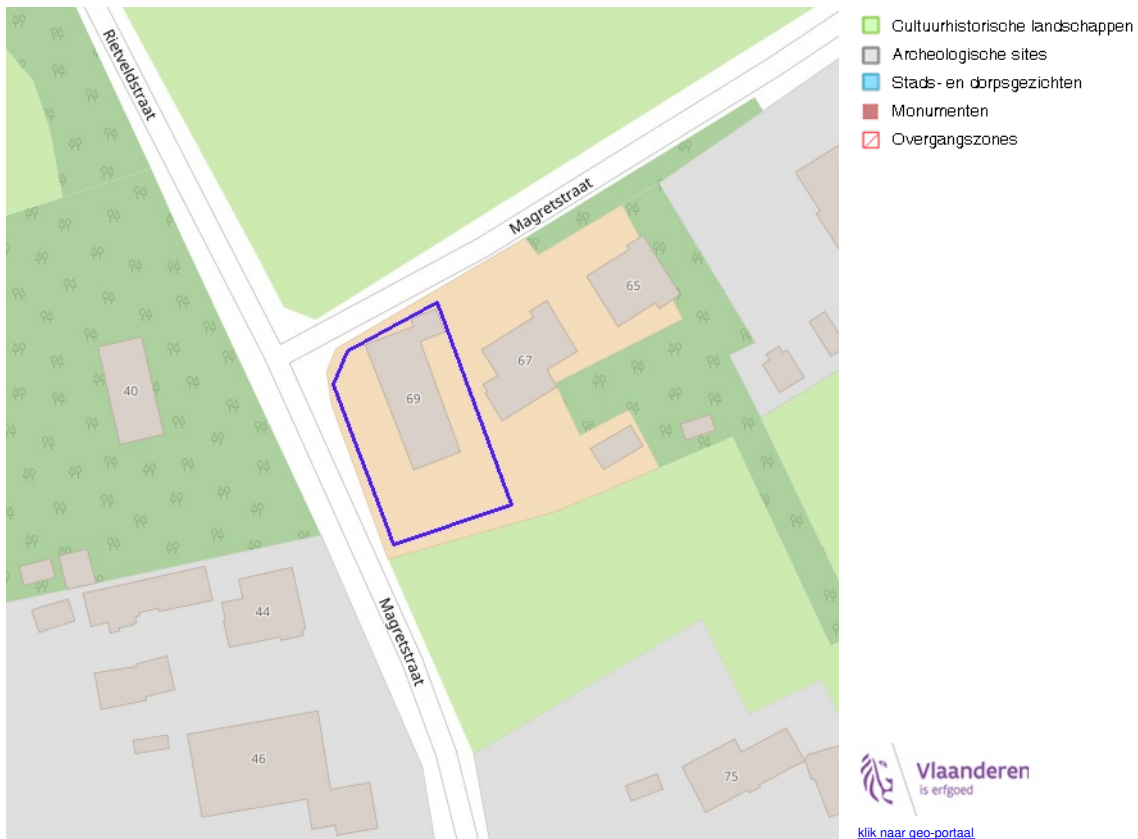 Rietveldstraat
Magretstraat
65
67
69
40
44
Magretstraat
46
75
Cultuurhistorische landschappen
Archeologische sites
Stads- en dorpsgezichten
Monumenten
Overgangszones
Vlaanderen
is erfgoed
klik naar geo-portaal